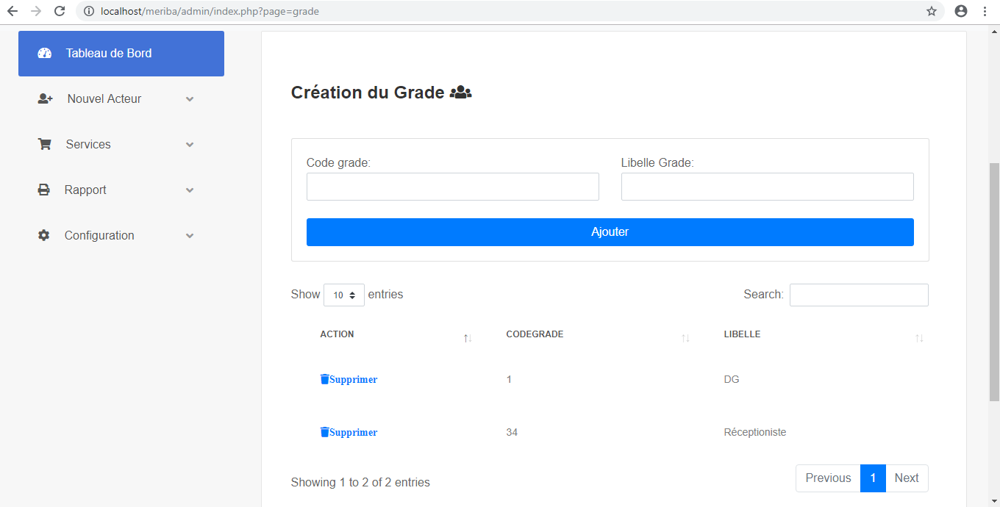 localhost/meriba/admin/index.php?page=grade
Tableau de Bord
Nouvel Acteur
Services
Rapport
Configuration
Création du Grade
Code grade: Libelle Grade:
Ajouter
Show 10 entries Search:
ACTION CODEGRADE LIBELLE
Supprimer 1 DG
Supprimer 34 Réceptioniste
Showing 1 to 2 of 2 entries Previous 1 Next